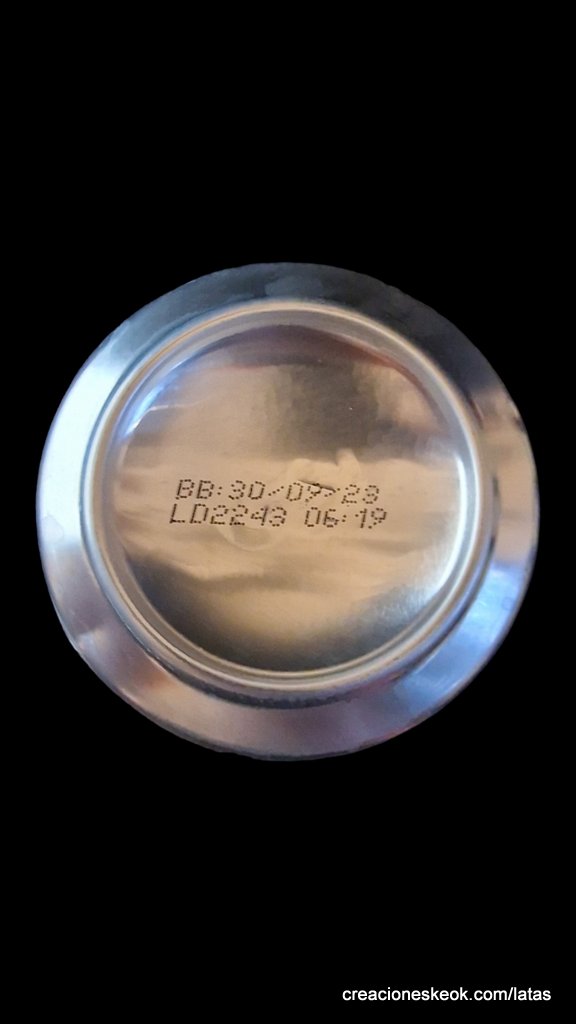 BB:30/09/23
LD2243 06:19
creacioneskeok.com/latas